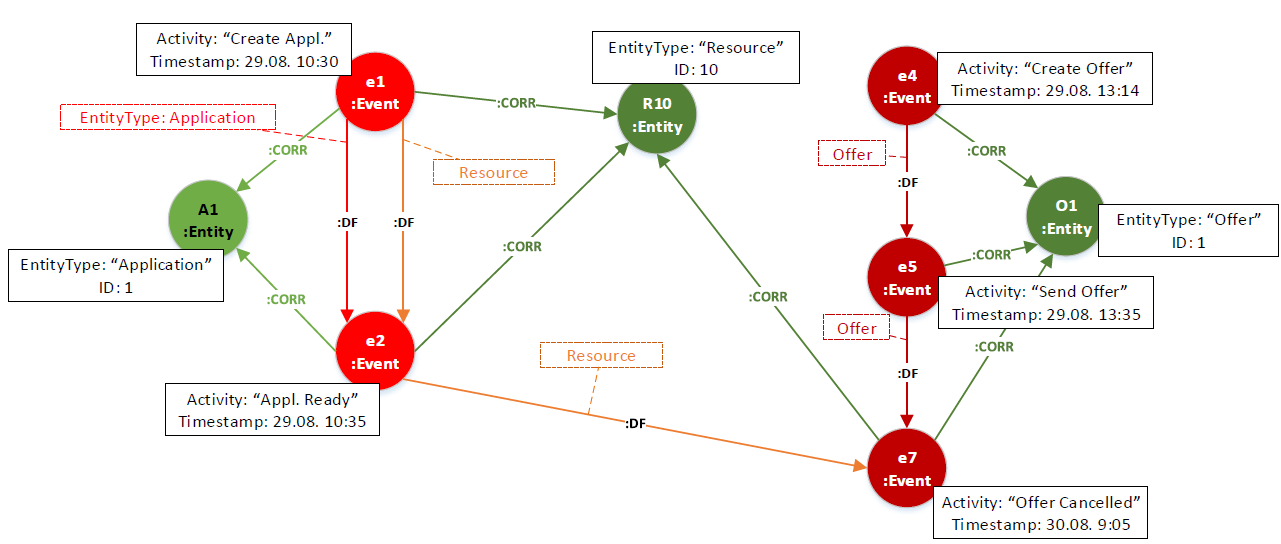 Activity: “Create Appl.”
Timestamp: 29.08. 10:30
e1
:Event
EntityType: “Resource”
ID: 10
R10
:Entity
e4
:Event
Activity: “Create Offer”
Timestamp: 29.08. 13:14
EntityType: Application
:CORR
:CORR
Resource
Offer
:CORR
:DF
A1
:Entity
:DF
:DF
O1
:Entity
EntityType: “Offer”
ID: 1
EntityType: “Application”
ID: 1
:CORR
:CORR
:CORR
e5
:Event
:CORR
Activity: “Send Offer”
Timestamp: 29.08. 13:35
e2
:Event
Resource
Offer
:CORR
:DF
Activity: “Appl. Ready”
Timestamp: 29.08. 10:35
:DF
e7
:Event
Activity: “Offer Cancelled”
Timestamp: 30.08. 9:05